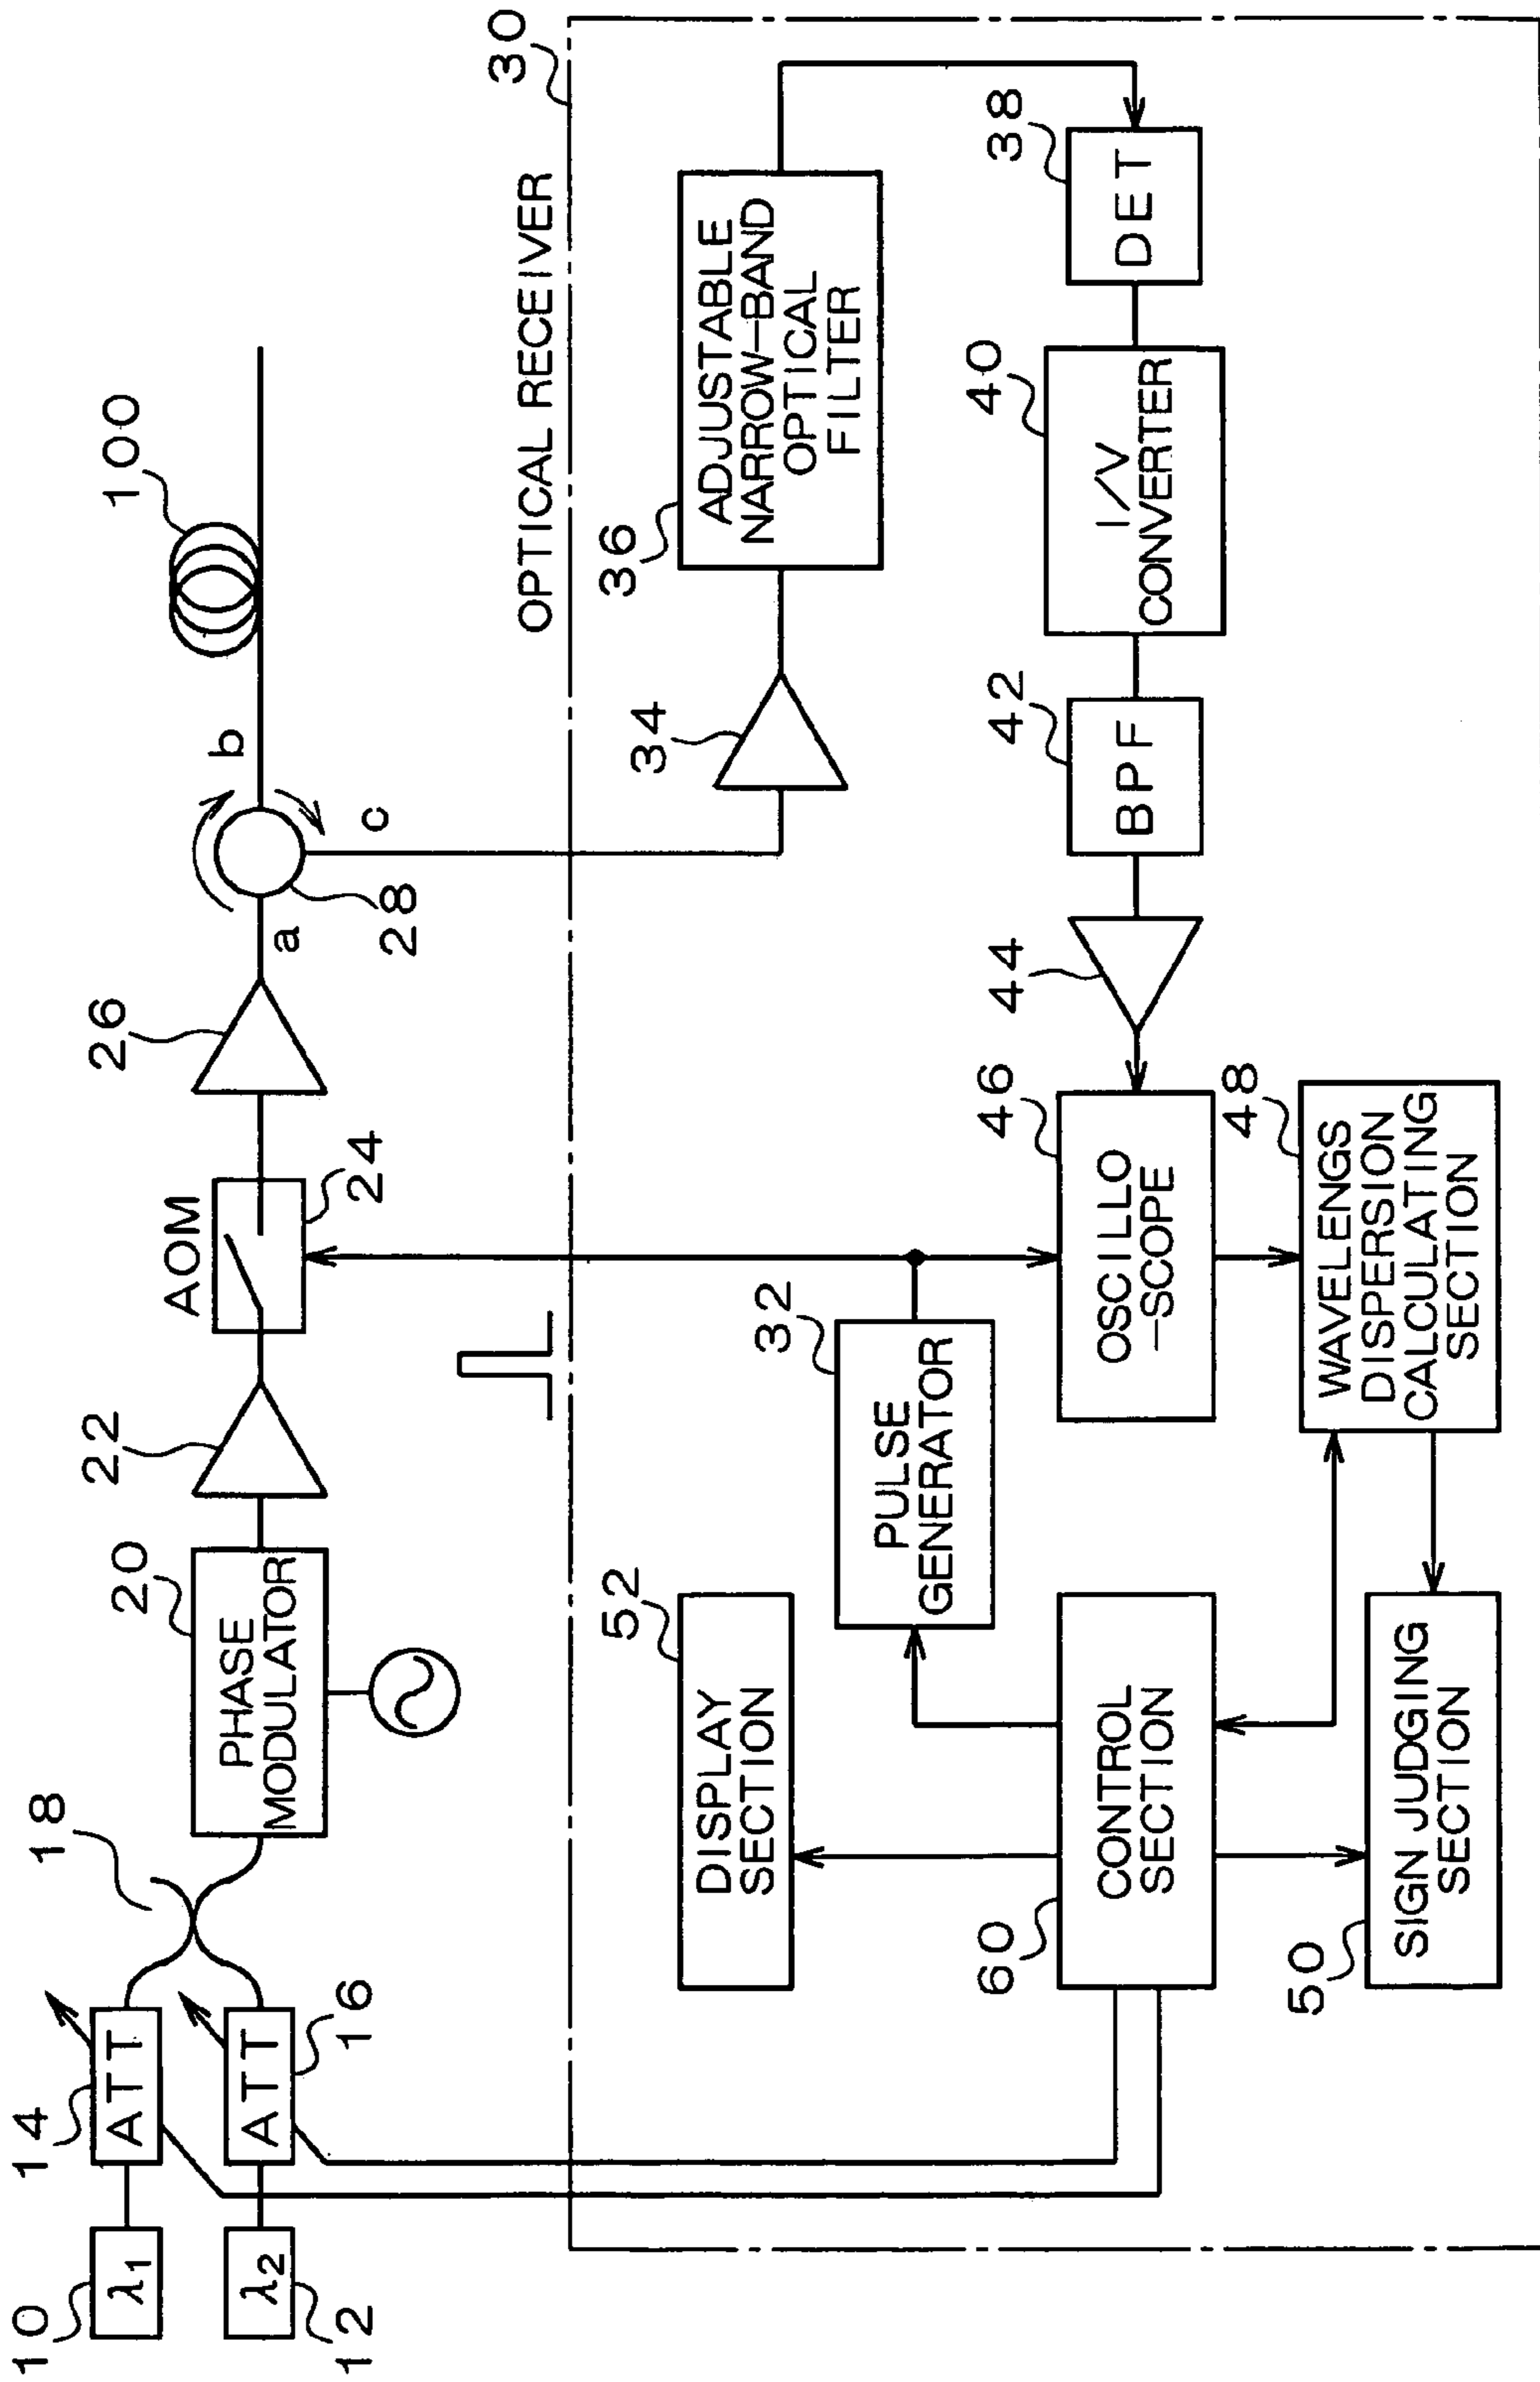 10
λ1
12
λ2
14
ATT
ATT
16
18
20
PHASE
MODULATOR
22
AOM
24
26
a
28
b
c
100
30
OPTICAL RECEIVER
52
DISPLAY
SECTION
32
PULSE
GENERATOR
34
36
ADJUSTABLE
NARROW-BAND
OPTICAL
FILTER
60
CONTROL
SECTION
46
OSCILLO
-SCOPE
44
42
BPF
40
I/V
CONVERTER
38
DET
50
SIGN JUDGING
SECTION
48
WAVELENGS
DISPERSION
CALCULATING
SECTION